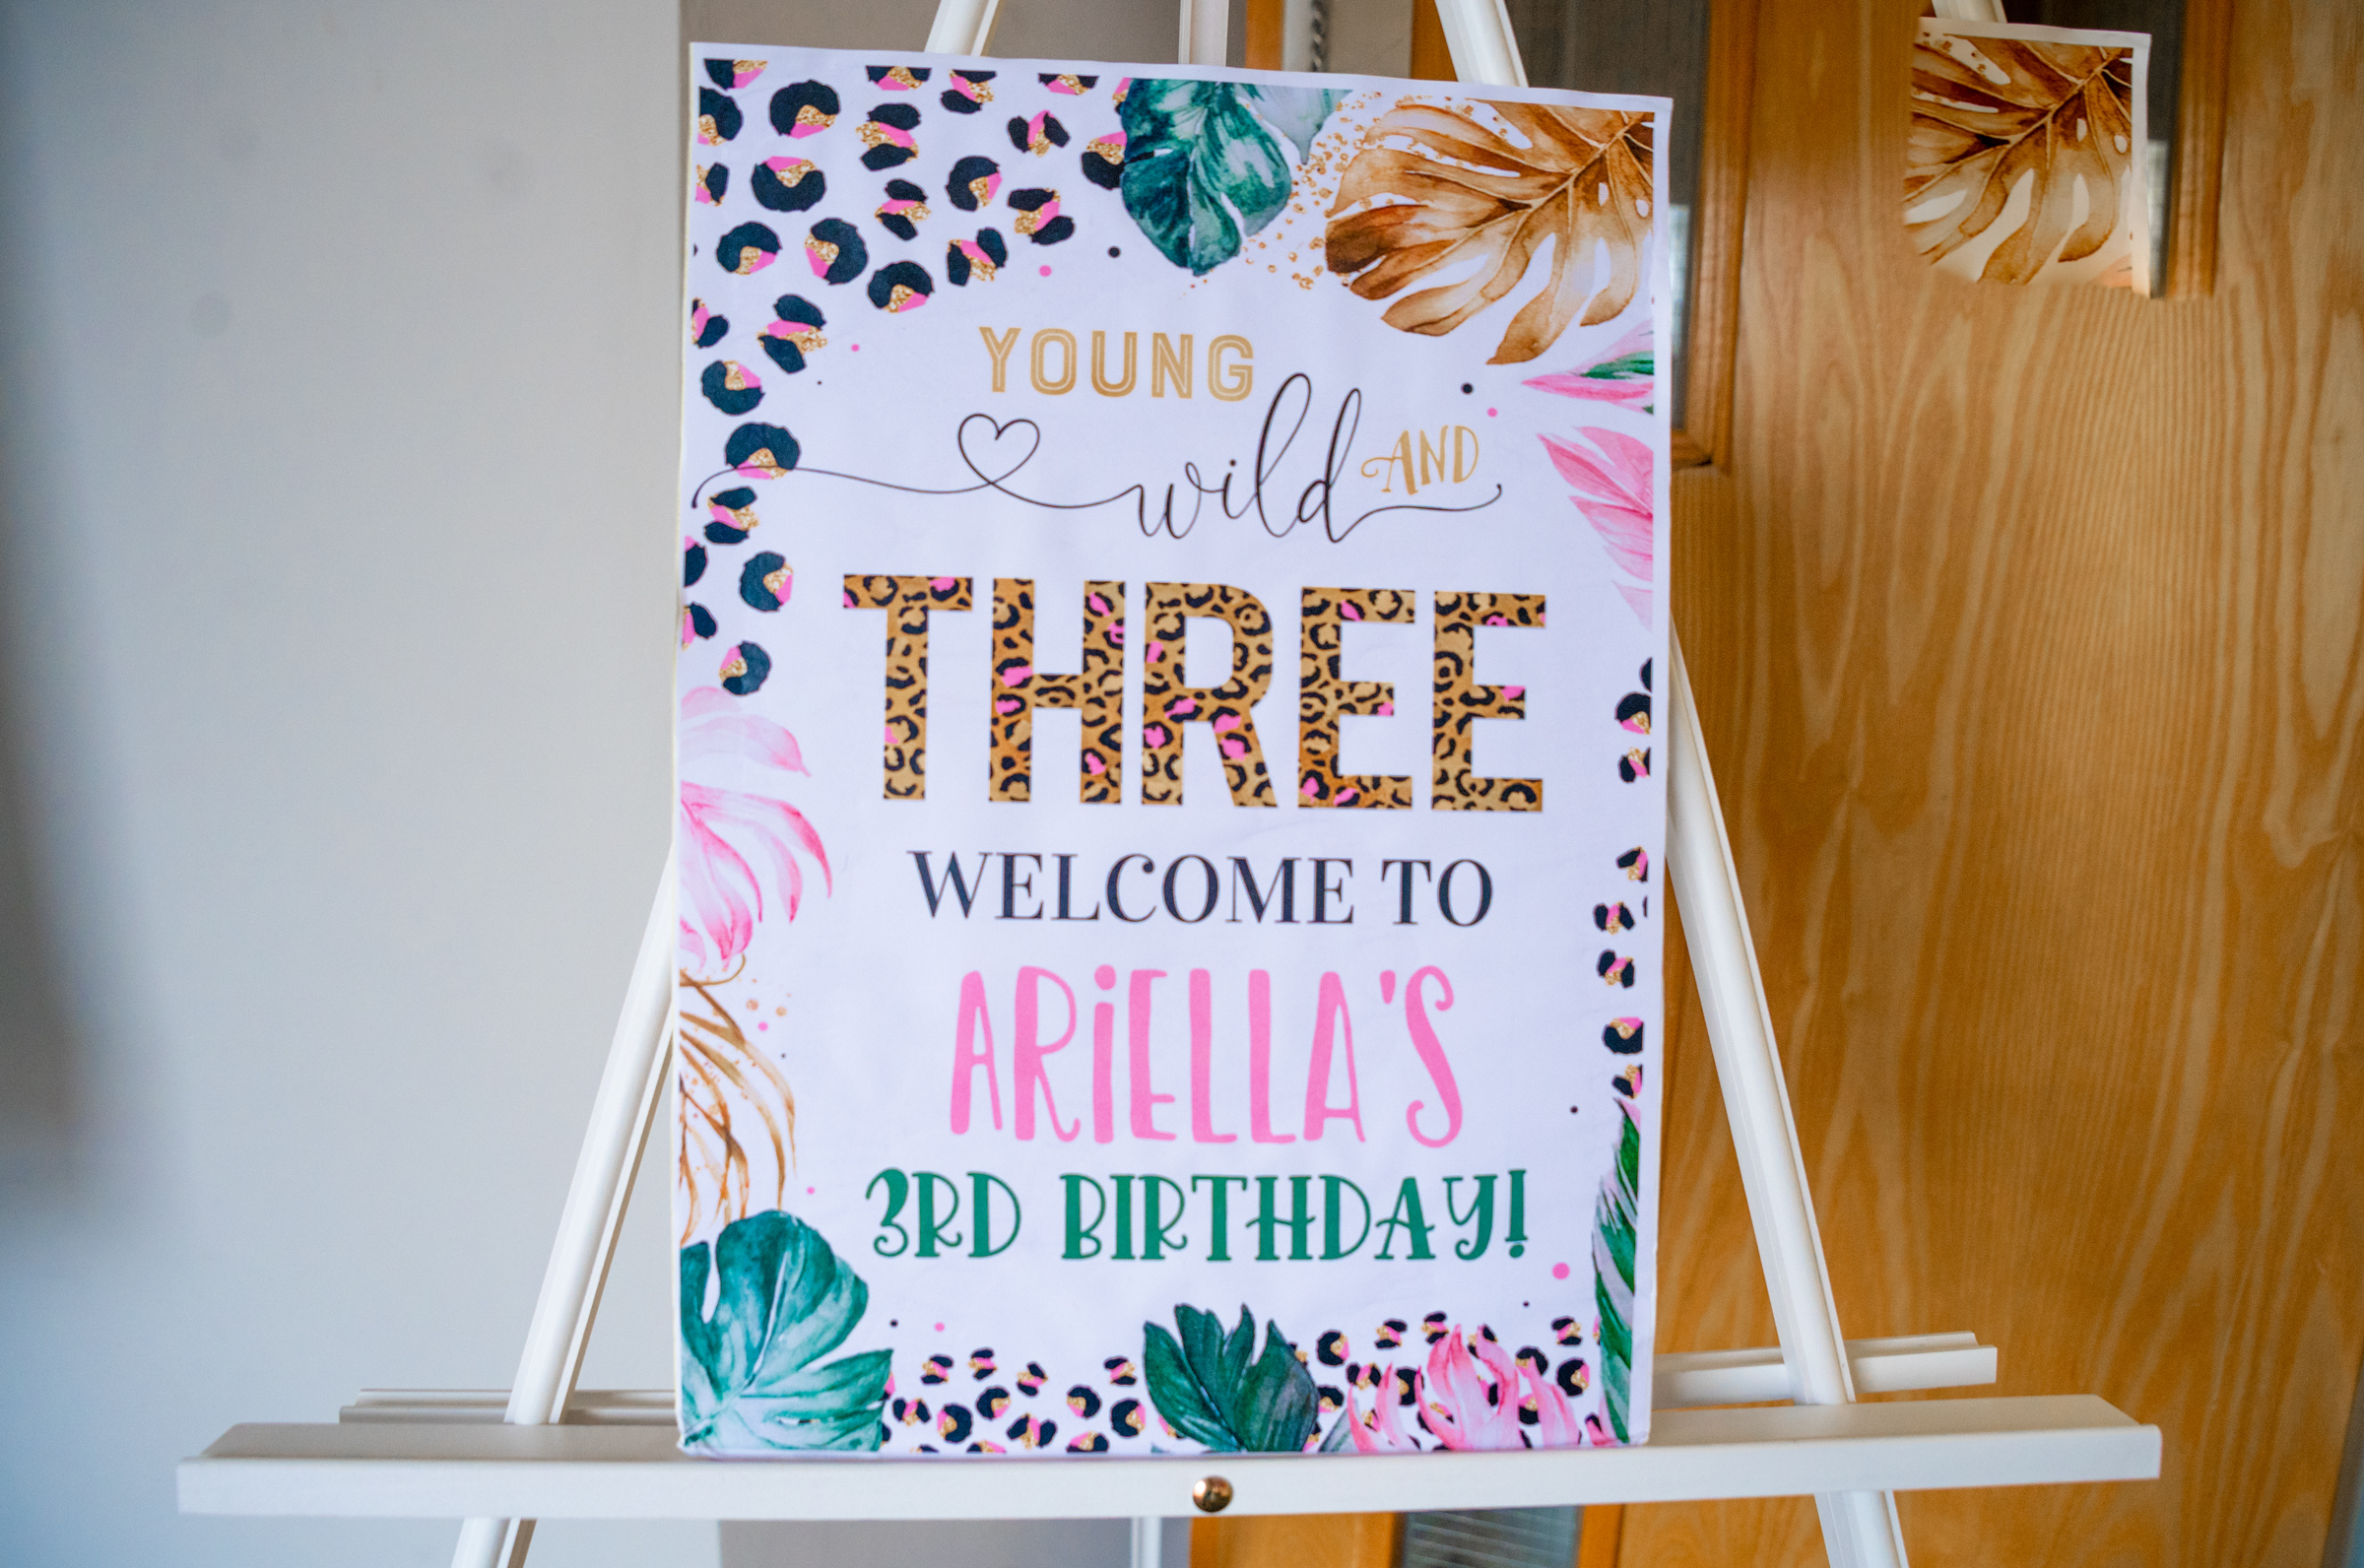 YOUNG
wild AND
THREE
WELCOME TO
ARiELLA'S
3RD BIRTHDAY!